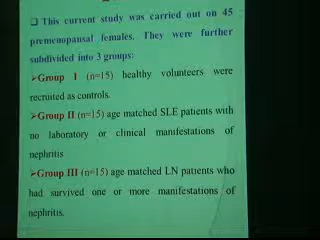 ❑ This current study was carried out on 45
premenopausal females. They were further
subdivided into 3 groups:
➢Group I (n=15) healthy volunteers were
recruited as controls.
➢Group II (n=15) age matched SLE patients with
no laboratory or clinical manifestations of
nephritis
➢Group III (n=15) age matched LN patients who
had survived one or more manifestations of
nephritis.